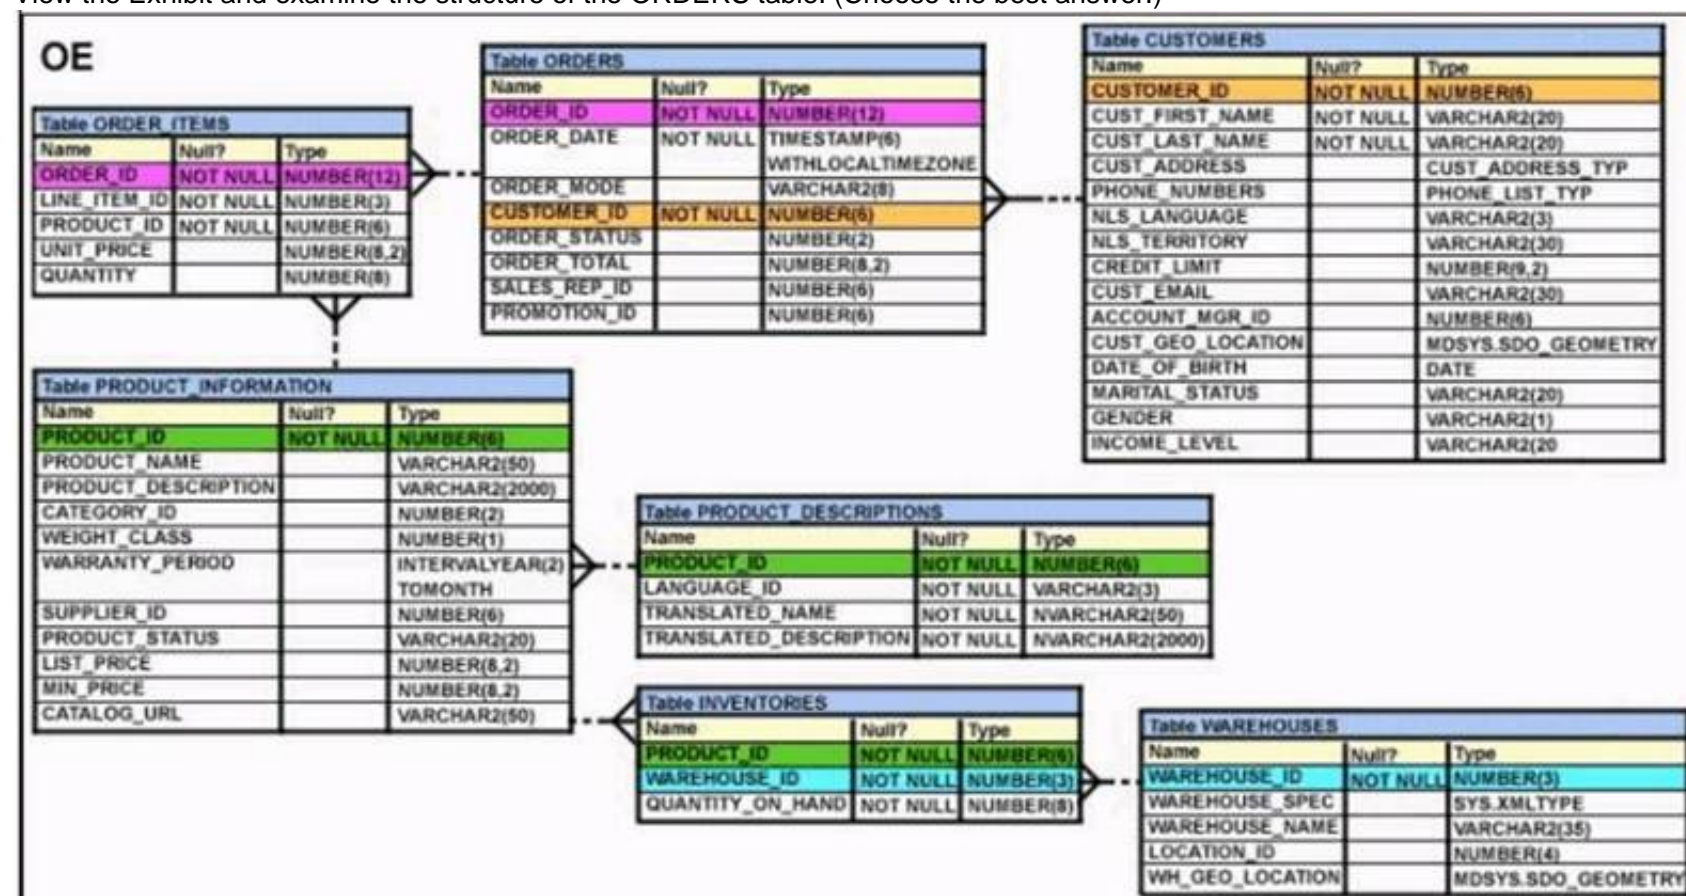 View the Exhibit and examine the structure of the ORDERS table. (Choose the best answer.)
OE
Table ORDER_ITEMS
Name Null? Type
ORDER_ID NOT NULL NUMBER(12)
LINE_ITEM_ID NOT NULL NUMBER(3)
PRODUCT_ID NOT NULL NUMBER(6)
UNIT_PRICE NUMBER(8,2)
QUANTITY NUMBER(8)
Table ORDERS
Name Null? Type
ORDER_ID NOT NULL NUMBER(12)
ORDER_DATE NOT NULL TIMESTAMP(6)
WITHLOCALTIMEZONE
ORDER_MODE VARCHAR2(8)
CUSTOMER_ID NOT NULL NUMBER(6)
ORDER_STATUS NUMBER(2)
ORDER_TOTAL NUMBER(8,2)
SALES_REP_ID NUMBER(6)
PROMOTION_ID NUMBER(6)
Table CUSTOMERS
Name Null? Type
CUSTOMER_ID NOT NULL NUMBER(6)
CUST_FIRST_NAME NOT NULL VARCHAR2(20)
CUST_LAST_NAME NOT NULL VARCHAR2(20)
CUST_ADDRESS CUST_ADDRESS_TYP
PHONE_NUMBERS PHONE_LIST_TYP
NLS_LANGUAGE VARCHAR2(3)
NLS_TERRITORY VARCHAR2(30)
CREDIT_LIMIT NUMBER(9,2)
CUST_EMAIL VARCHAR2(30)
ACCOUNT_MGR_ID NUMBER(6)
CUST_GEO_LOCATION MDSYS.SDO_GEOMETRY
DATE_OF_BIRTH DATE
MARITAL_STATUS VARCHAR2(20)
GENDER VARCHAR2(1)
INCOME_LEVEL VARCHAR2(20
Table PRODUCT_INFORMATION
Name Null? Type
PRODUCT_ID NOT NULL NUMBER(6)
PRODUCT_NAME VARCHAR2(50)
PRODUCT_DESCRIPTION VARCHAR2(2000)
CATEGORY_ID NUMBER(2)
WEIGHT_CLASS NUMBER(1)
WARRANTY_PERIOD INTERVALYEAR(2)
TOMONTH
SUPPLIER_ID NUMBER(6)
PRODUCT_STATUS VARCHAR2(20)
LIST_PRICE NUMBER(8,2)
MIN_PRICE NUMBER(8,2)
CATALOG_URL VARCHAR2(50)
Table PRODUCT_DESCRIPTIONS
Name Null? Type
PRODUCT_ID NOT NULL NUMBER(6)
LANGUAGE_ID NOT NULL VARCHAR2(3)
TRANSLATED_NAME NOT NULL NVARCHAR2(50)
TRANSLATED_DESCRIPTION NOT NULL NVARCHAR2(2000)
Table INVENTORIES
Name Null? Type
PRODUCT_ID NOT NULL NUMBER(6)
WAREHOUSE_ID NOT NULL NUMBER(3)
QUANTITY_ON_HAND NOT NULL NUMBER(8)
Table WAREHOUSES
Name Null? Type
WAREHOUSE_ID NOT NULL NUMBER(3)
WAREHOUSE_SPEC SYS.XMLTYPE
WAREHOUSE_NAME VARCHAR2(35)
LOCATION_ID NUMBER(4)
WH_GEO_LOCATION MDSYS.SDO_GEOMETRY